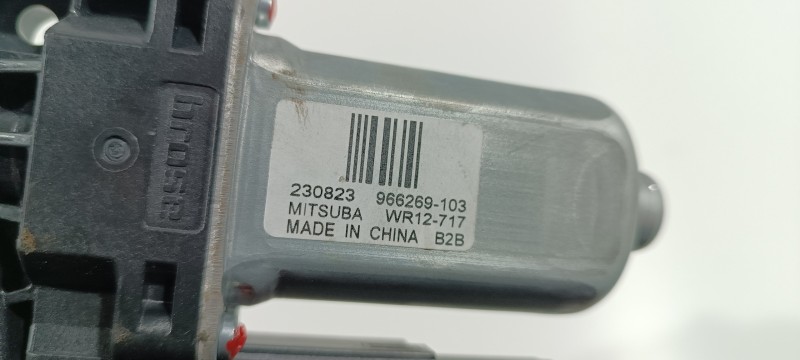 brose
230823 966269-103
MITSUBA WR12-717
MADE IN CHINA B2B